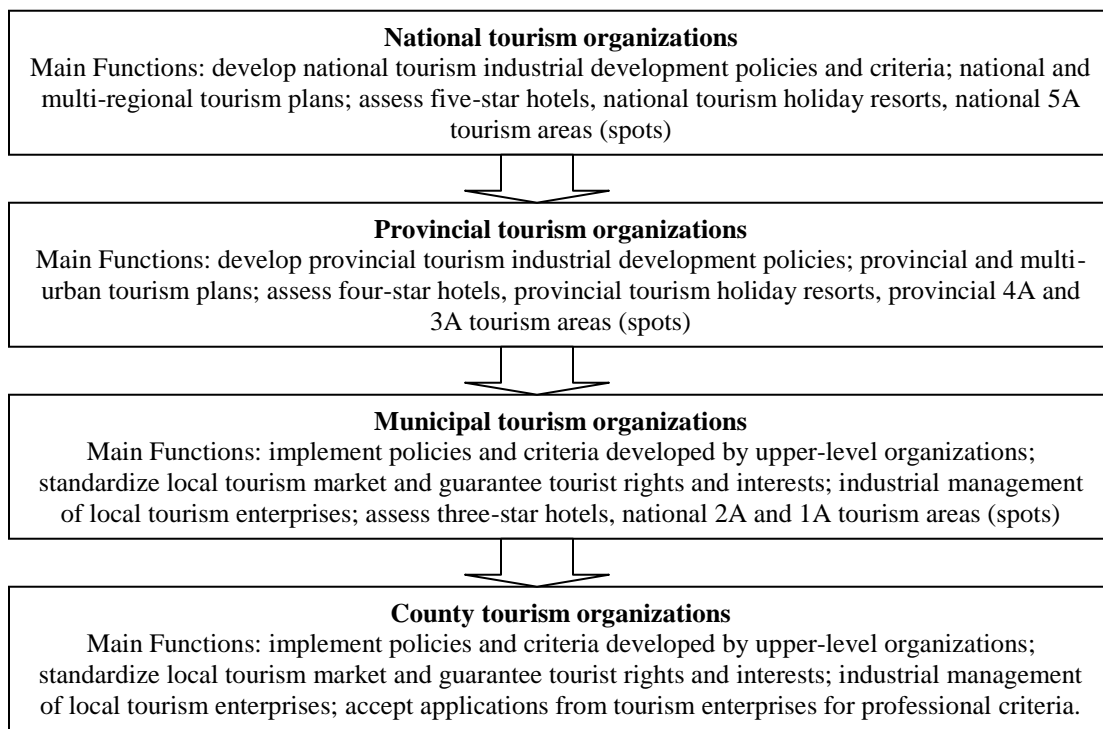 National tourism organizations
Main Functions: develop national tourism industrial development policies and criteria; national and
multi-regional tourism plans; assess five-star hotels, national tourism holiday resorts, national 5A
tourism areas (spots)
Provincial tourism organizations
Main Functions: develop provincial tourism industrial development policies; provincial and multi-
urban tourism plans; assess four-star hotels, provincial tourism holiday resorts, provincial 4A and
3A tourism areas (spots)
Municipal tourism organizations
Main Functions: implement policies and criteria developed by upper-level organizations;
standardize local tourism market and guarantee tourist rights and interests; industrial management
of local tourism enterprises; assess three-star hotels, national 2A and 1A tourism areas (spots)
County tourism organizations
Main Functions: implement policies and criteria developed by upper-level organizations;
standardize local tourism market and guarantee tourist rights and interests; industrial management
of local tourism enterprises; accept applications from tourism enterprises for professional criteria.